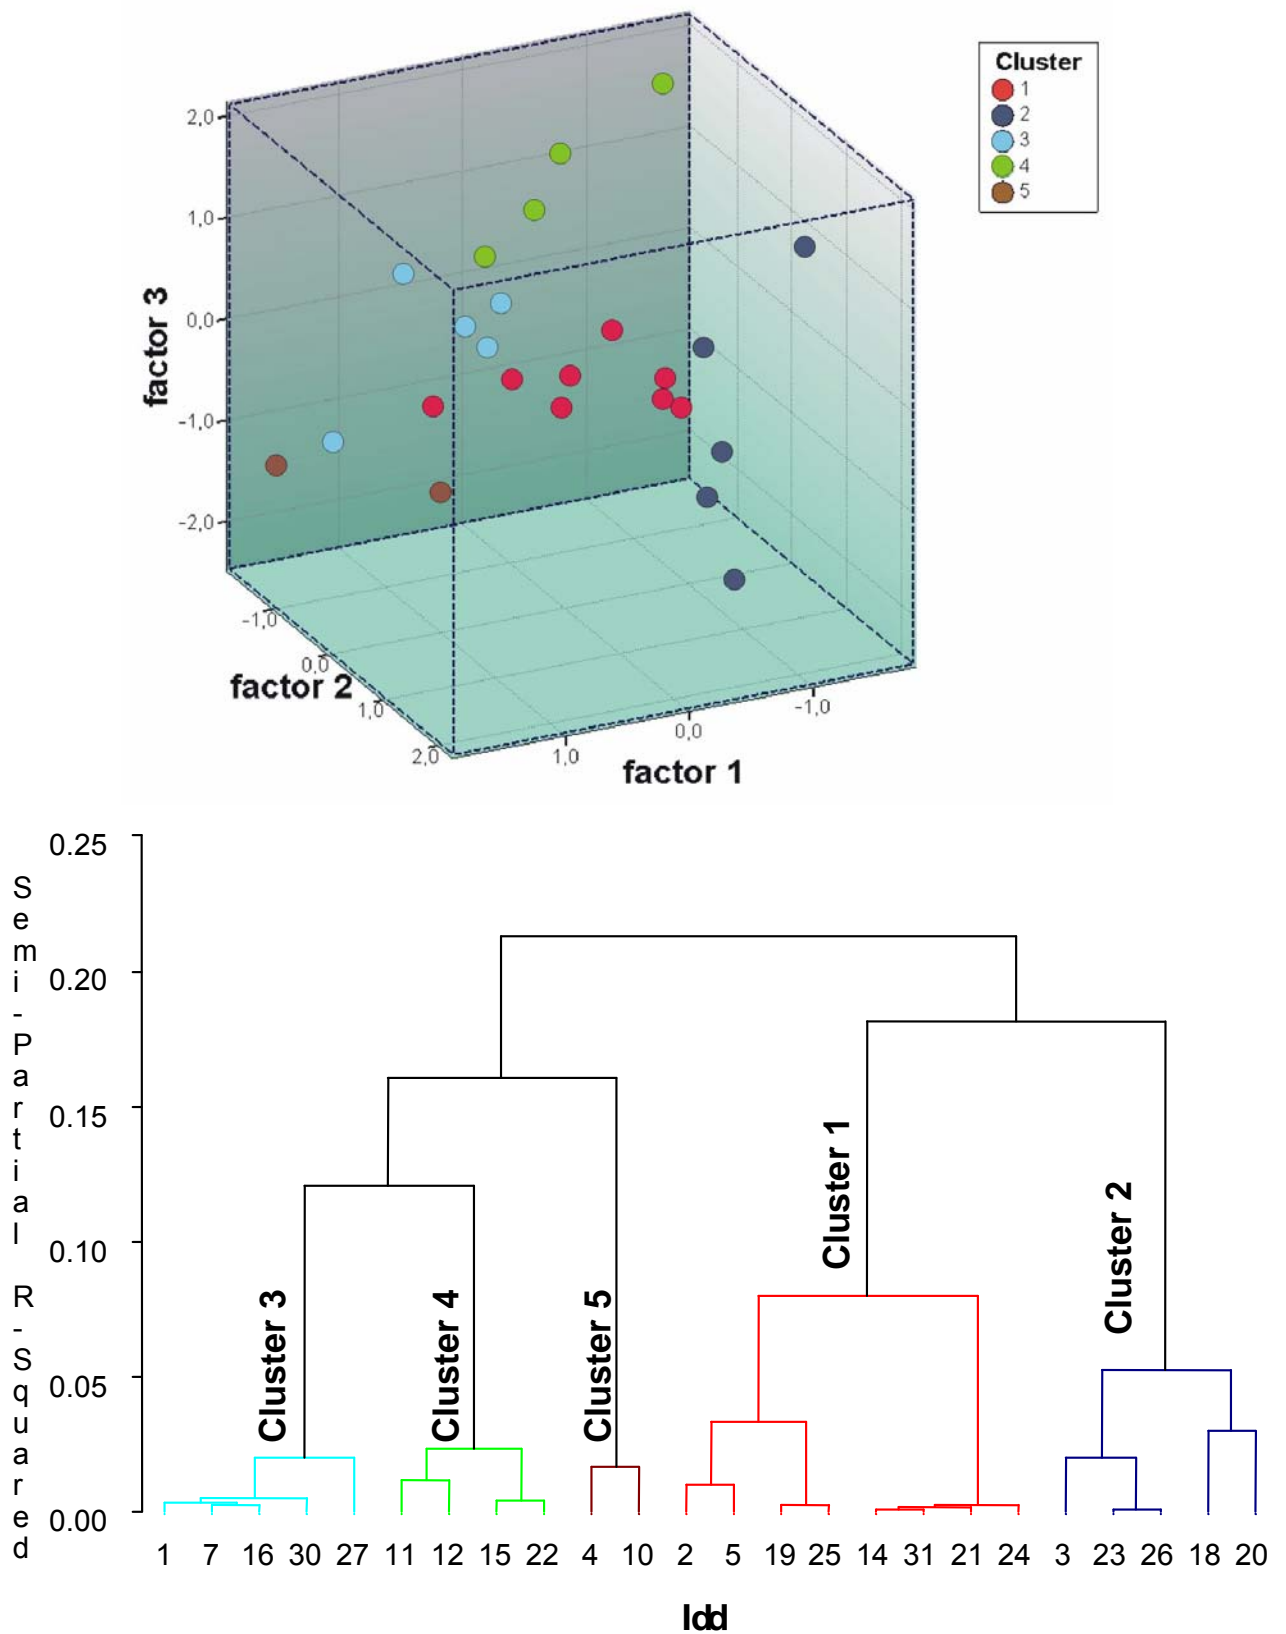 Cluster
1
2
3
4
5
2,0
1,0
0,0
-1,0
-2,0
factor 3
-1,0
0,0
1,0
2,0
factor 2
1,0
0,0
-1,0
factor 1
0.25
0.20
0.15
0.10
0.05
0.00
Semi-Partial R-Squared
Cluster 3
Cluster 4
Cluster 5
Cluster 1
Cluster 2
1 7 16 30 27 11 12 15 22 4 10 2 5 19 25 14 31 21 24 3 23 26 18 20
Idd